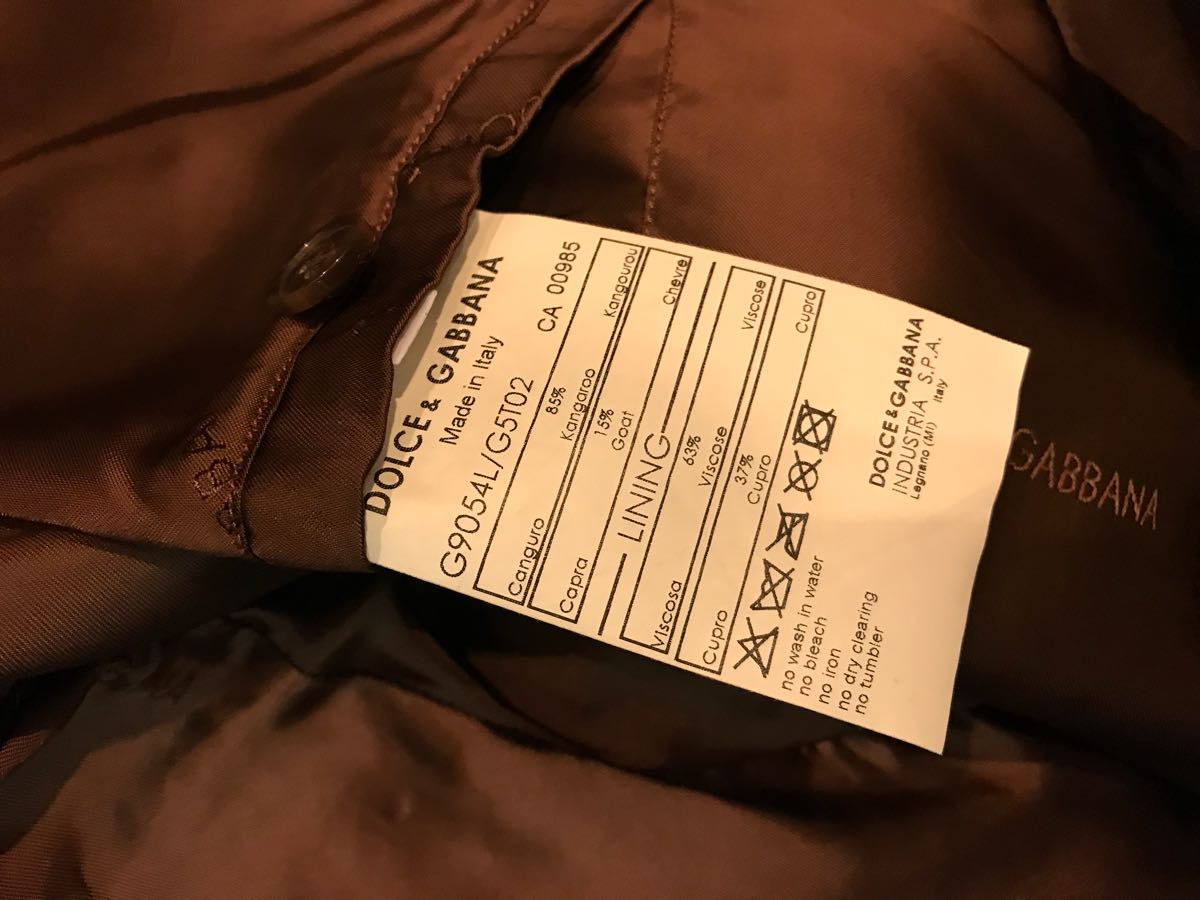 DOLCE & GABBANA
Made in Italy
G9054L/G5T02 CA 00985
85%
Canguro Kangaroo Kangourou
15%
Capra Goat Chevre
LINING
63%
Viscosa Viscose Viscose
37%
Cupro Cupro Cupro
no wash in water
no bleach
no iron
no dry clearing
no tumbler
DOLCE & GABBANA
INDUSTRIA S.P.A.
Legnano (MI) Italy
GABBANA